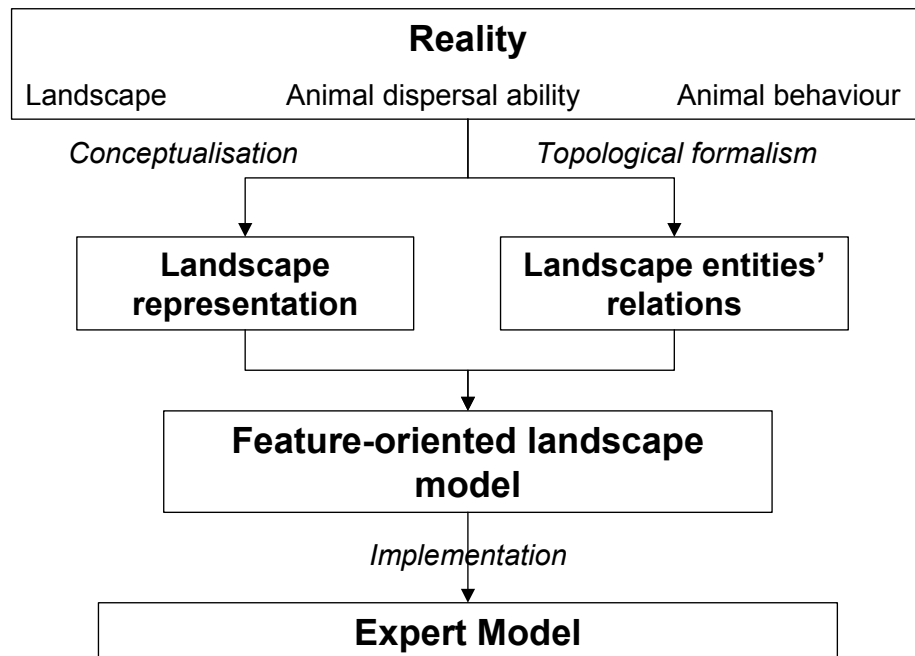 Reality
Landscape Animal dispersal ability Animal behaviour
Conceptualisation Topological formalism
Landscape
representation
Landscape entities’
relations
Feature-oriented landscape
model
Implementation
Expert Model